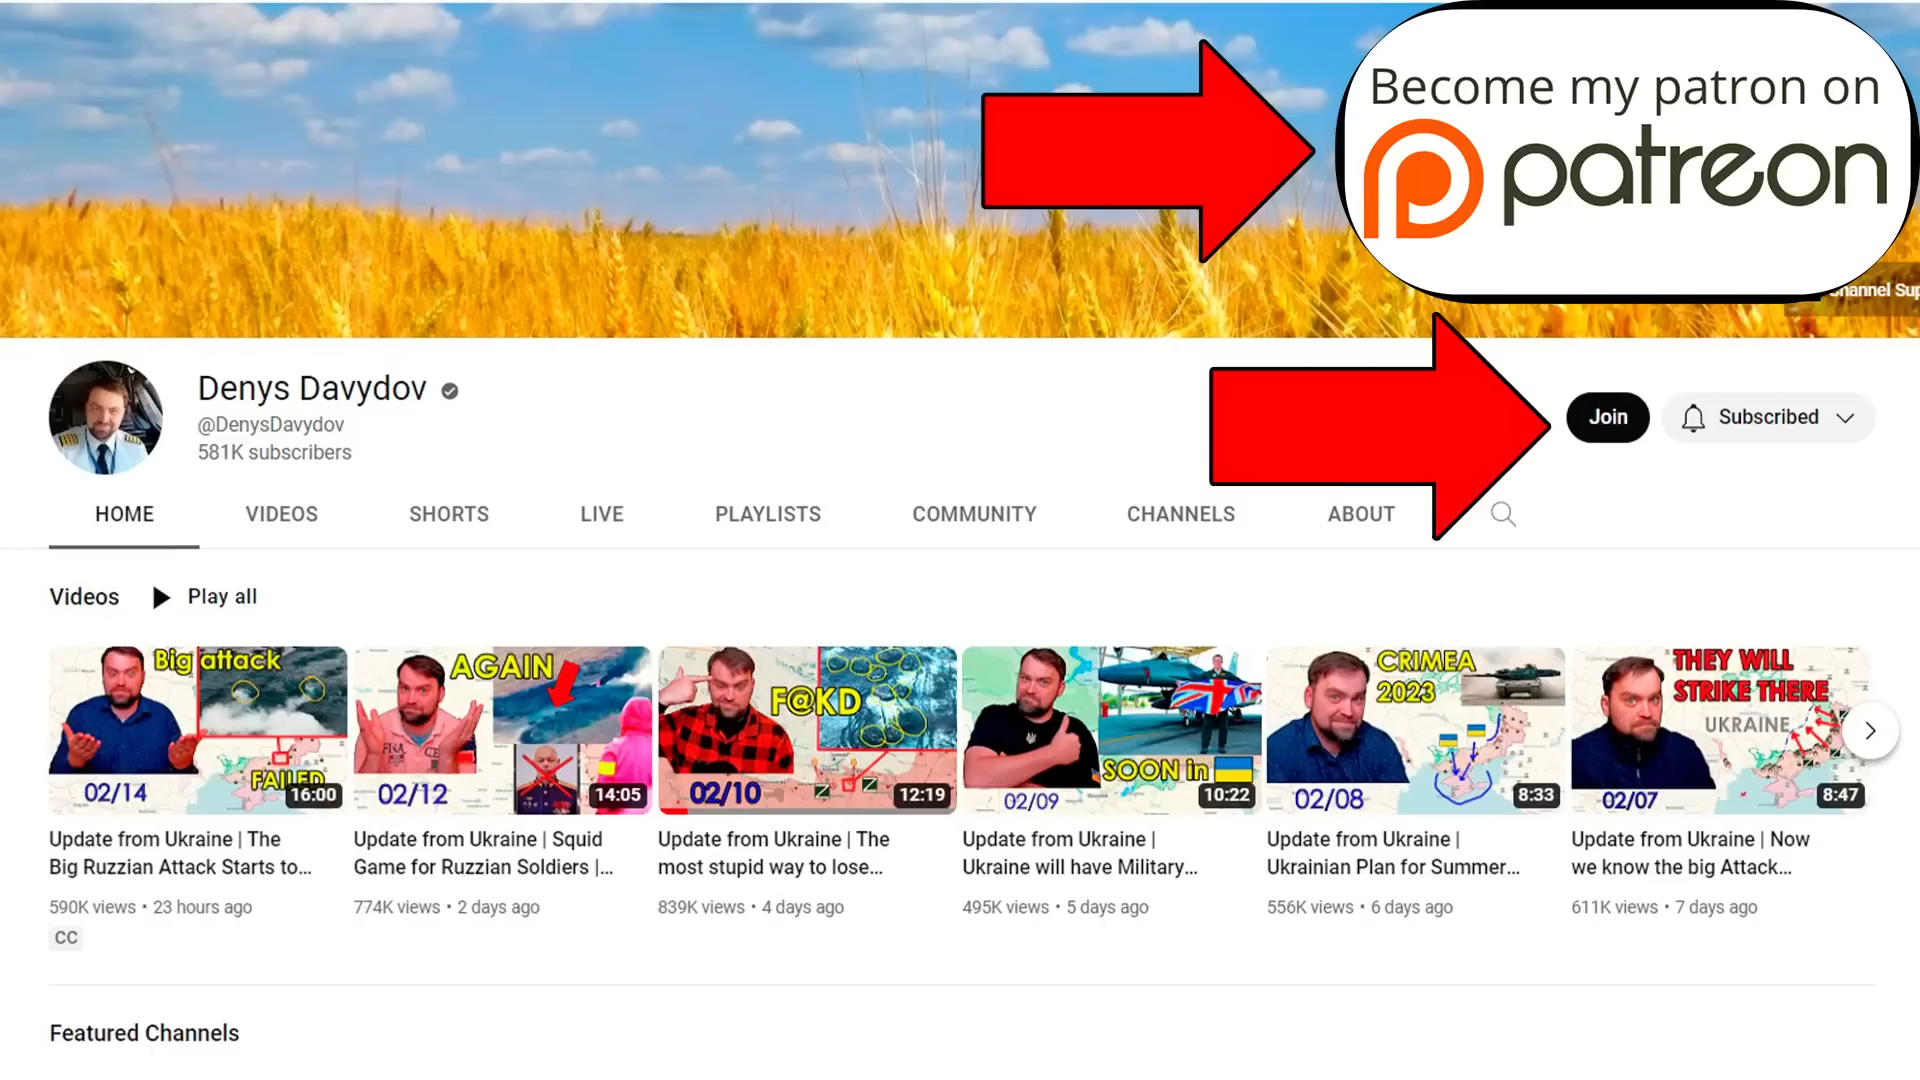 Become my patron on
patreon
Channel Sup
Denys Davydov
@DenysDavydov
581K subscribers
Join
Subscribed
HOME
VIDEOS
SHORTS
LIVE
PLAYLISTS
COMMUNITY
CHANNELS
ABOUT
Videos
Play all
Big attack
FAILED
02/14
16:00
Update from Ukraine | The
Big Ruzzian Attack Starts to...
590K views • 23 hours ago
CC
AGAIN
02/12
14:05
Update from Ukraine | Squid
Game for Ruzzian Soldiers |...
774K views • 2 days ago
F@KD
02/10
12:19
Update from Ukraine | The
most stupid way to lose...
839K views • 4 days ago
SOON in
02/09
10:22
Update from Ukraine |
Ukraine will have Military...
495K views • 5 days ago
CRIMEA
2023
02/08
8:33
Update from Ukraine |
Ukrainian Plan for Summer...
556K views • 6 days ago
THEY WILL
STRIKE THERE
UKRAINE
02/07
8:47
Update from Ukraine | Now
we know the big Attack...
611K views • 7 days ago
Featured Channels